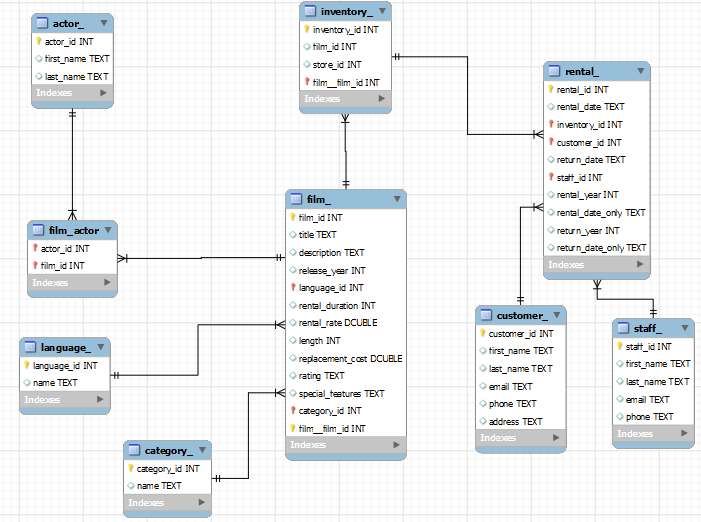 actor_
actor_id INT
first_name TEXT
last_name TEXT
Indexes
inventory_
inventory_id INT
film_id INT
store_id INT
film__film_id INT
Indexes
rental_
rental_id INT
rental_date TEXT
inventory_id INT
customer_id INT
return_date TEXT
staff_id INT
rental_year INT
rental_date_only TEXT
return_year INT
return_date_only TEXT
Indexes
film_actor
actor_id INT
film_id INT
Indexes
film_
film_id INT
title TEXT
description TEXT
release_year INT
language_id INT
rental_duration INT
rental_rate DOUBLE
length INT
replacement_cost DOUBLE
rating TEXT
special_features TEXT
category_id INT
film__film_id INT
Indexes
language_
language_id INT
name TEXT
Indexes
category_
category_id INT
name TEXT
Indexes
customer_
customer_id INT
first_name TEXT
last_name TEXT
email TEXT
phone TEXT
address TEXT
Indexes
staff_
staff_id INT
first_name TEXT
last_name TEXT
email TEXT
phone TEXT
Indexes